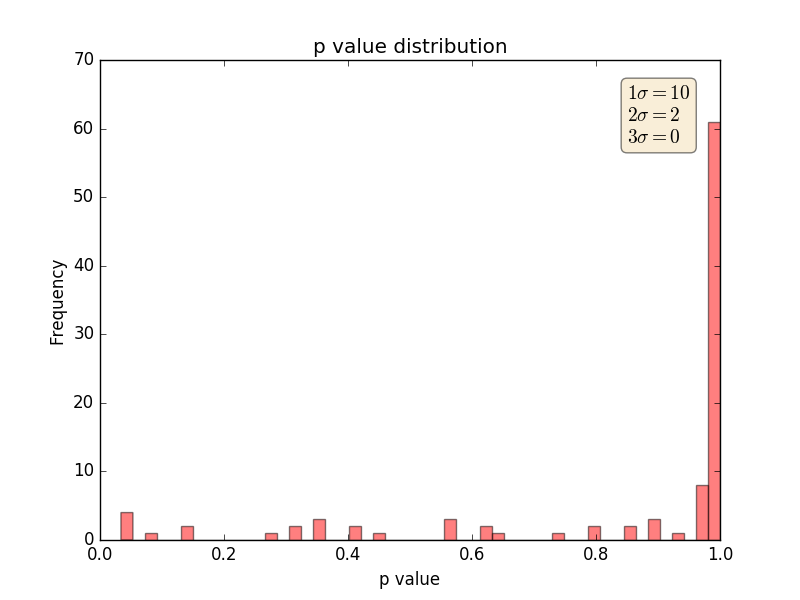 p value distribution
70
60
50
40
30
20
10
0
Frequency
1σ = 10
2σ = 2
3σ = 0
0.0 0.2 0.4 0.6 0.8 1.0
p value